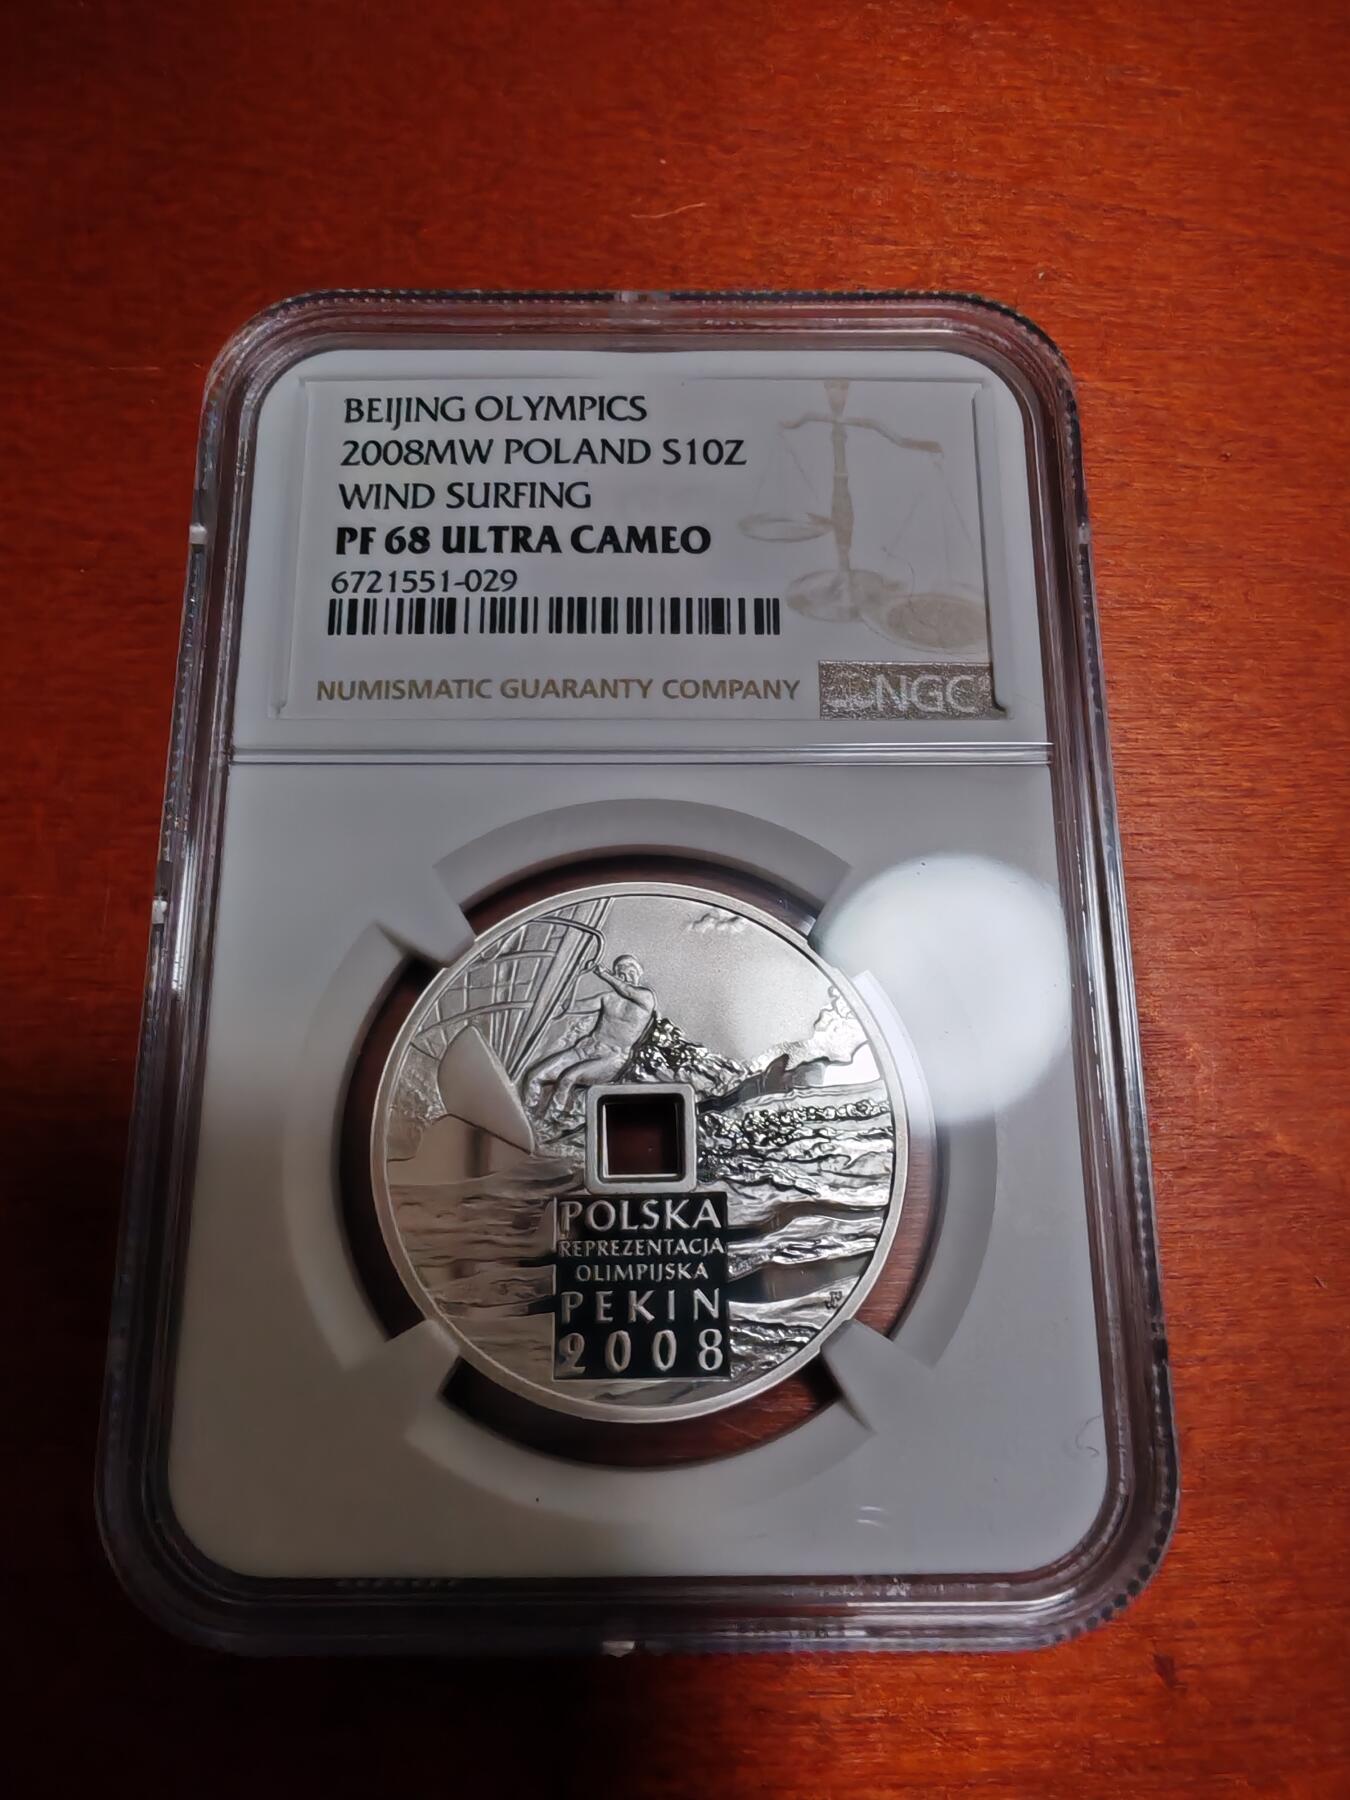 BEIJING OLYMPICS
2008MW POLAND S10Z
WIND SURFING
PF 68 ULTRA CAMEO
6721551-029
NUMISMATIC GUARANTY COMPANY NGC
POLSKA
REPREZENTACJA
OLIMPIJSKA
PEKIN
2008